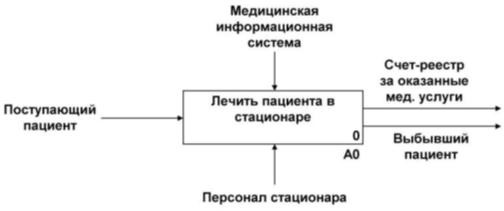 Медицинская
информационная
система
Счет-реестр
за оказанные
мед. услуги
Поступающий
пациент
Лечить пациента в
стационаре
0
A0
Выбывший
пациент
Персонал стационара